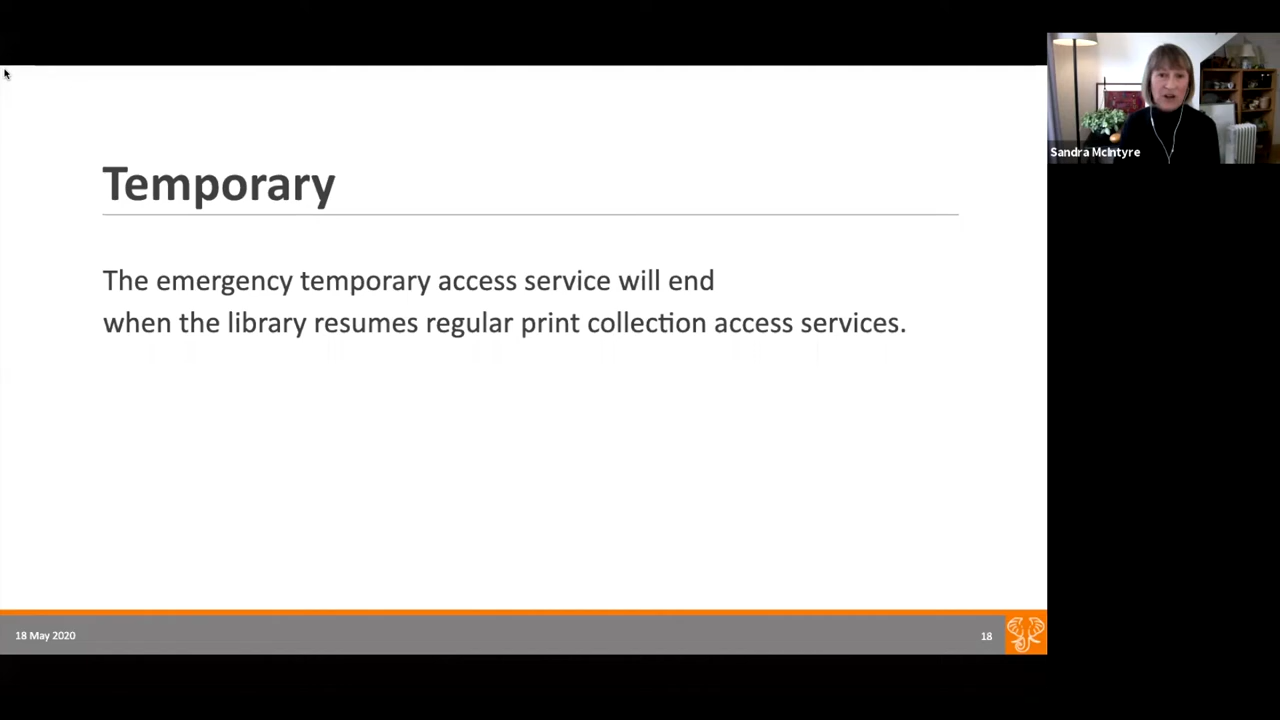 Temporary
The emergency temporary access service will end
when the library resumes regular print collection access services.
18 May 2020
18
Sandra McIntyre